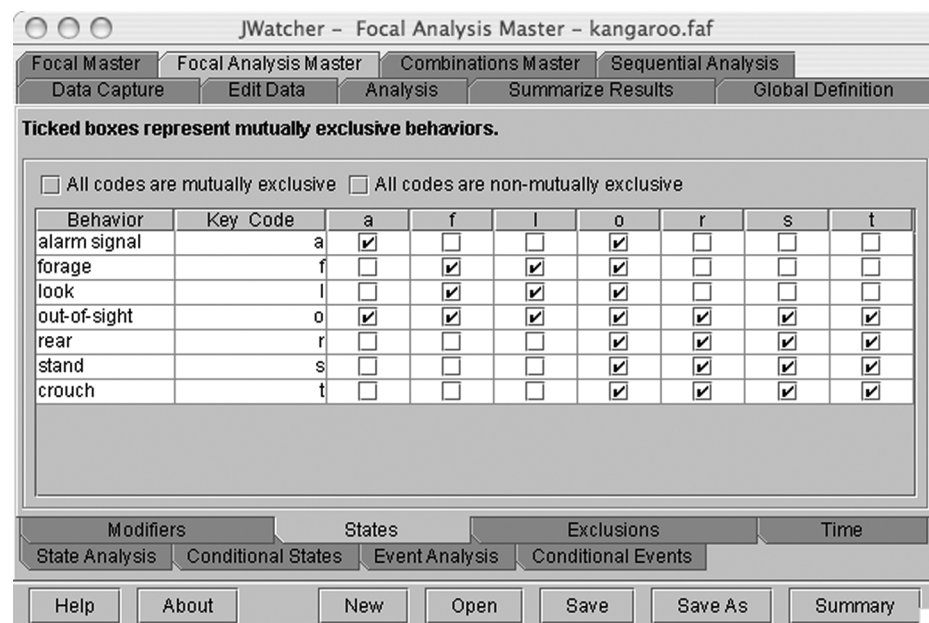 JWatcher – Focal Analysis Master – kangaroo.faf
Focal Master Focal Analysis Master Combinations Master Sequential Analysis
Data Capture Edit Data Analysis Summarize Results Global Definition
Ticked boxes represent mutually exclusive behaviors.
All codes are mutually exclusive All codes are non-mutually exclusive
Behavior Key Code a f l o r s t
alarm signal a
forage f
look l
out-of-sight o
rear r
stand s
crouch t
Modifiers States Exclusions Time
State Analysis Conditional States Event Analysis Conditional Events
Help About New Open Save Save As Summary